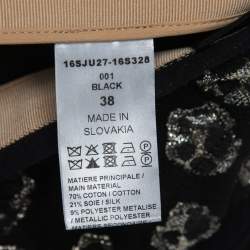 16SJU27-16S328
001
BLACK
38
MADE IN
SLOVAKIA
MATIERE PRINCIPALE /
MAIN MATERIAL
70% COTON / COTTON
21% SOIE / SILK
9% POLYESTER METALISE
/ METALLIC POLYESTER